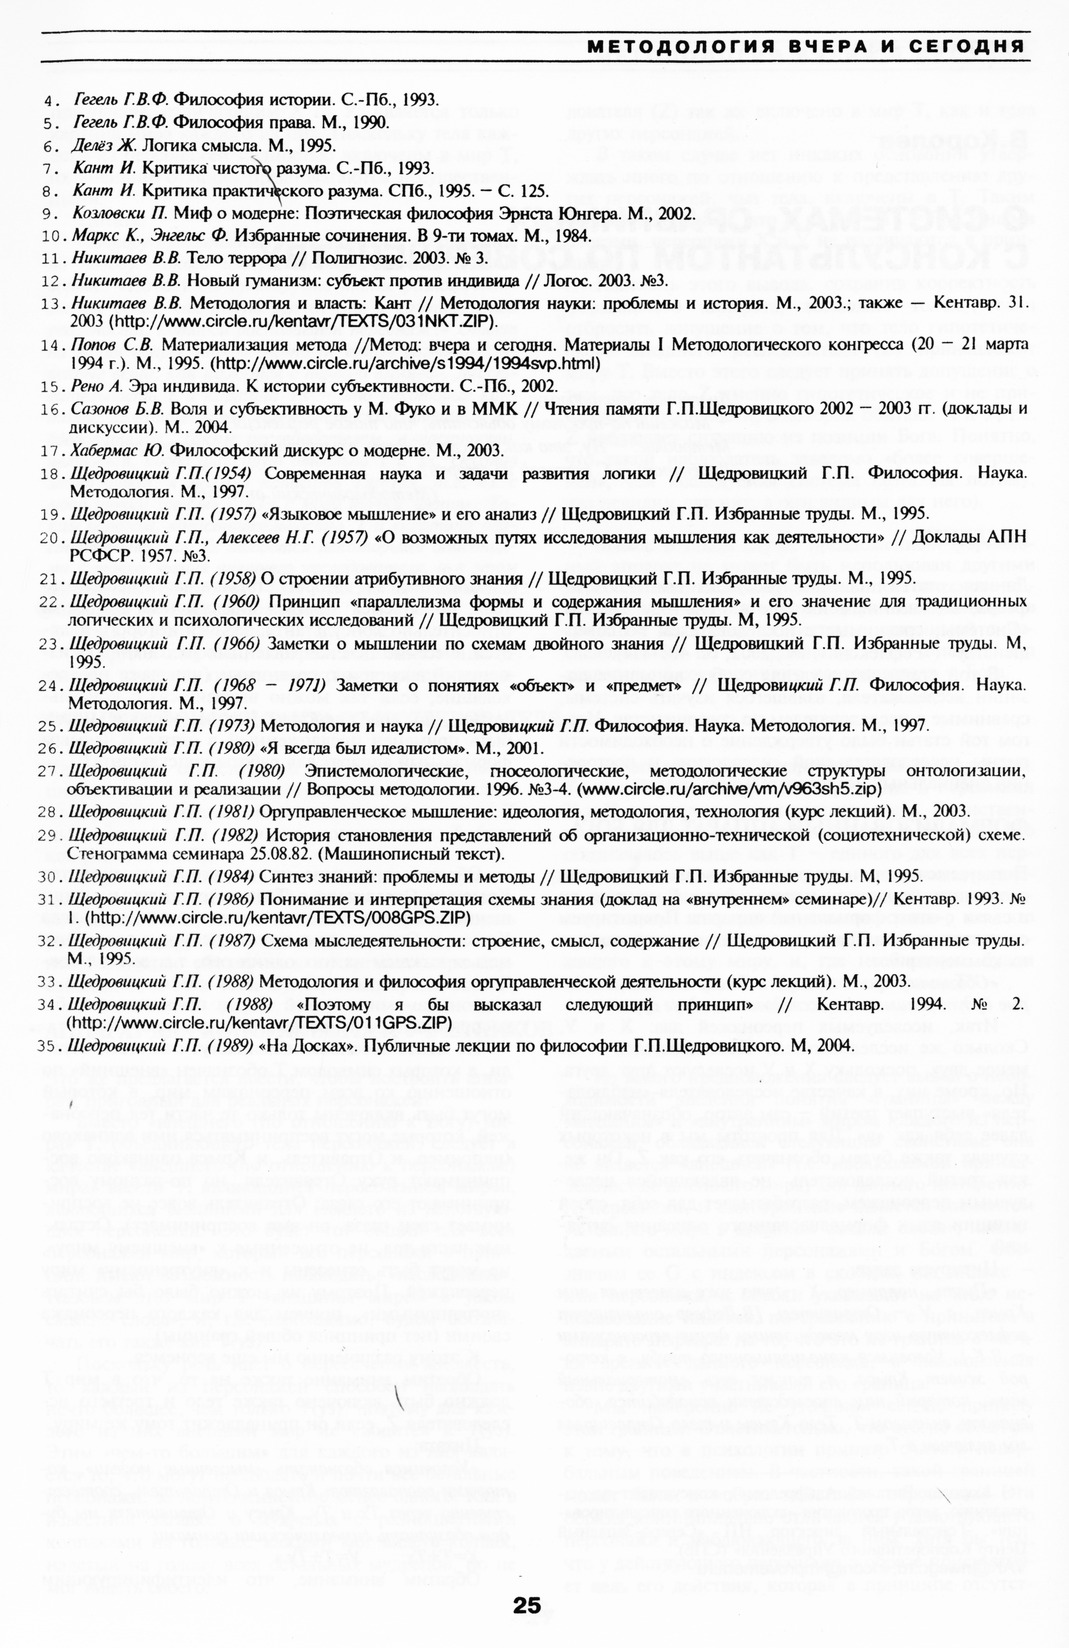 МЕТОДОЛОГИЯ ВЧЕРА И СЕГОДНЯ
4. Гегель Г.В.Ф. Философия истории. С.-Пб., 1993.
5. Гегель Г.В.Ф. Философия права. М., 1990.
6. Делёз Ж. Логика смысла. М., 1995.
7. Кант И. Критика чистого разума. С.-Пб., 1993.
8. Кант И. Критика практического разума. СПб., 1995. – С. 125.
9. Козловски П. Миф о модерне: Поэтическая философия Эрнста Юнгера. М., 2002.
10. Маркс К., Энгельс Ф. Избранные сочинения. В 9-ти томах. М., 1984.
11. Никитаев В.В. Тело террора // Полигнозис. 2003. № 3.
12. Никитаев В.В. Новый гуманизм: субъект против индивида // Логос. 2003. №3.
13. Никитаев В.В. Методология и власть: Кант // Методология науки: проблемы и история. М., 2003.; также — Кентавр. 31.
2003 (http://www.circle.ru/kentavr/TEXTS/031NKT.ZIP).
14. Попов С.В. Материализация метода //Метод: вчера и сегодня. Материалы I Методологического конгресса (20 – 21 марта
1994 г.). М., 1995. (http://www.circle.ru/archive/s1994/1994svp.html)
15. Рено А. Эра индивида. К истории субъективности. С.-Пб., 2002.
16. Сазонов Б.В. Воля и субъективность у М. Фуко и в ММК // Чтения памяти Г.П.Щедровицкого 2002 – 2003 гг. (доклады и
дискуссии). М.. 2004.
17. Хабермас Ю. Философский дискурс о модерне. М., 2003.
18. Щедровицкий Г.П.(1954) Современная наука и задачи развития логики // Щедровицкий Г.П. Философия. Наука.
Методология. М., 1997.
19. Щедровицкий Г.П. (1957) «Языковое мышление» и его анализ // Щедровицкий Г.П. Избранные труды. М., 1995.
20. Щедровицкий Г.П., Алексеев Н.Г. (1957) «О возможных путях исследования мышления как деятельности» // Доклады АПН
РСФСР. 1957. №3.
21. Щедровицкий Г.П. (1958) О строении атрибутивного знания // Щедровицкий Г.П. Избранные труды. М., 1995.
22. Щедровицкий Г.П. (1960) Принцип «параллелизма формы и содержания мышления» и его значение для традиционных
логических и психологических исследований // Щедровицкий Г.П. Избранные труды. М, 1995.
23. Щедровицкий Г.П. (1966) Заметки о мышлении по схемам двойного знания // Щедровицкий Г.П. Избранные труды. М,
1995.
24. Щедровицкий Г.П. (1968 – 1971) Заметки о понятиях «объект» и «предмет» // Щедровицкий Г.П. Философия. Наука.
Методология. М., 1997.
25. Щедровицкий Г.П. (1973) Методология и наука // Щедровицкий Г.П. Философия. Наука. Методология. М., 1997.
26. Щедровицкий Г.П. (1980) «Я всегда был идеалистом». М., 2001.
27. Щедровицкий Г.П. (1980) Эпистемологические, гносеологические, методологические структуры онтологизации,
объективации и реализации // Вопросы методологии. 1996. №3-4. (www.circle.ru/archive/vm/v963sh5.zip)
28. Щедровицкий Г.П. (1981) Оргуправленческое мышление: идеология, методология, технология (курс лекций). М., 2003.
29. Щедровицкий Г.П. (1982) История становления представлений об организационно-технической (социотехнической) схеме.
Стенограмма семинара 25.08.82. (Машинописный текст).
30. Щедровицкий Г.П. (1984) Синтез знаний: проблемы и методы // Щедровицкий Г.П. Избранные труды. М, 1995.
31. Щедровицкий Г.П. (1986) Понимание и интерпретация схемы знания (доклад на «внутреннем» семинаре)// Кентавр. 1993. №
1. (http://www.circle.ru/kentavr/TEXTS/008GPS.ZIP)
32. Щедровицкий Г.П. (1987) Схема мыследеятельности: строение, смысл, содержание // Щедровицкий Г.П. Избранные труды.
М., 1995.
33. Щедровицкий Г.П. (1988) Методология и философия оргуправленческой деятельности (курс лекций). М., 2003.
34. Щедровицкий Г.П. (1988) «Поэтому я бы высказал следующий принцип» // Кентавр. 1994. № 2.
(http://www.circle.ru/kentavr/TEXTS/011GPS.ZIP)
35. Щедровицкий Г.П. (1989) «На Досках». Публичные лекции по философии Г.П.Щедровицкого. М, 2004.
25